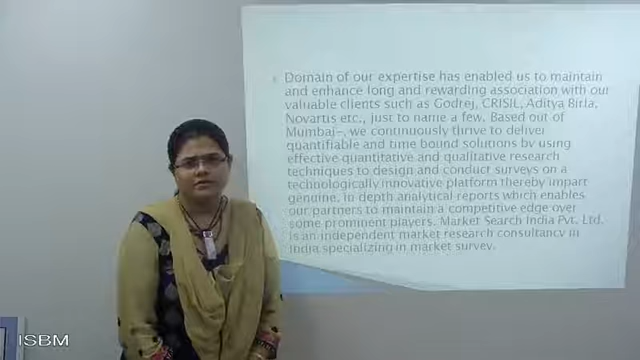 Domain of our expertise has enabled us to maintain
and enhance long and rewarding association with our
valuable clients such as Godrej, CRISIL, Aditya Birla,
Novartis etc., just to name a few. Based out of
Mumbai-, we continuously thrive to deliver
quantifiable and time bound solutions by using
effective quantitative and qualitative research
techniques to design and conduct surveys on a
technologically innovative platform thereby impart
genuine, in depth analytical reports which enables
our partners to maintain a competitive edge over
some prominent players. Market Search India Pvt. Ltd.
is an independent market research consultancy in
India specializing in market survey.
ISBM